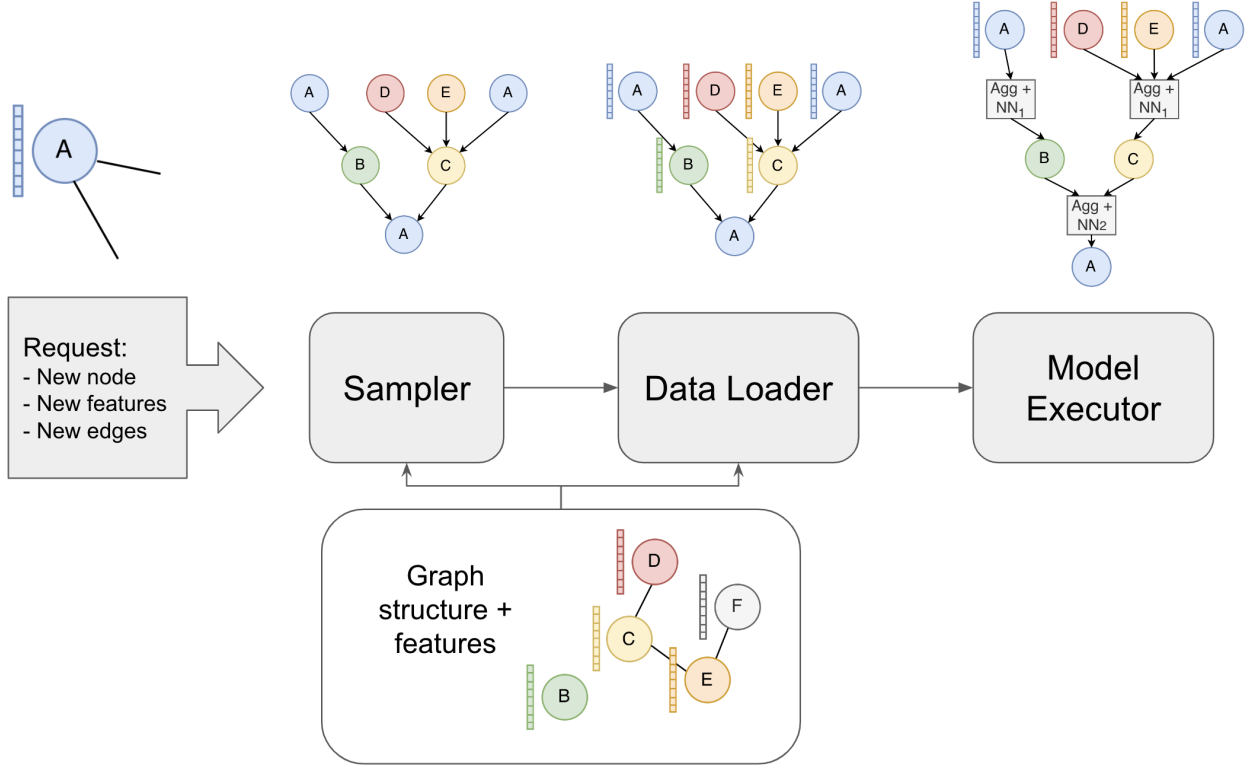 A
A D E A
B C
A
A D E A
B C
A
A D E A
Agg +
NN1
Agg +
NN1
B C
Agg +
NN2
A
Request:
- New node
- New features
- New edges
Sampler
Data Loader
Model
Executor
Graph
structure +
features
D
F
C
E
B